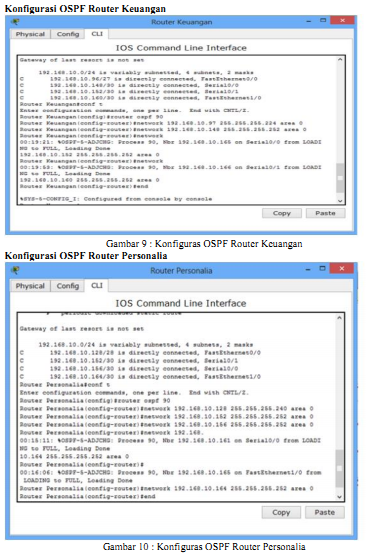 Konfigurasi OSPF Router Keuangan
Router Keuangan
Physical Config CLI
IOS Command Line Interface
Gateway of last resort is not set
192.168.10.0/24 is variably subnetted, 4 subnets, 2 masks
C 192.168.10.96/27 is directly connected, FastEthernet0/0
C 192.168.10.148/30 is directly connected, Serial0/0
C 192.168.10.152/30 is directly connected, Serial0/1
C 192.168.10.160/30 is directly connected, FastEthernet1/0
Router Keuangan#conf t
Enter configuration commands, one per line. End with CNTL/Z.
Router Keuangan(config)#router ospf 90
Router Keuangan(config-router)#network 192.168.10.97 255.255.255.224 area 0
Router Keuangan(config-router)#network 192.168.10.148 255.255.255.252 area 0
Router Keuangan(config-router)#network
00:19:21: %OSPF-5-ADJCHG: Process 90, Nbr 192.168.10.165 on Serial0/0 from LOADI
NG to FULL, Loading Done
192.168.10.152 255.255.255.252 area 0
Router Keuangan(config-router)#network
00:19:53: %OSPF-5-ADJCHG: Process 90, Nbr 192.168.10.166 on Serial0/1 from LOADI
NG to FULL, Loading Done
192.168.10.160 255.255.255.252 area 0
Router Keuangan(config-router)#end
%SYS-5-CONFIG_I: Configured from console by console
Copy Paste
Gambar 9 : Konfiguras OSPF Router Keuangan
Konfigurasi OSPF Router Personalia
Router Personalia
Physical Config CLI
IOS Command Line Interface
* periodic downloaded static route
Gateway of last resort is not set
192.168.10.0/24 is variably subnetted, 4 subnets, 2 masks
C 192.168.10.128/28 is directly connected, FastEthernet0/0
C 192.168.10.152/30 is directly connected, Serial0/1
C 192.168.10.156/30 is directly connected, Serial0/0
C 192.168.10.164/30 is directly connected, FastEthernet1/0
Router Personalia#conf t
Enter configuration commands, one per line. End with CNTL/Z.
Router Personalia(config)#router ospf 90
Router Personalia(config-router)#network 192.168.10.128 255.255.255.240 area 0
Router Personalia(config-router)#network 192.168.10.152 255.255.255.252 area 0
Router Personalia(config-router)#network 192.168.10.156 255.255.255.252 area 0
Router Personalia(config-router)#network 192.168.
00:15:11: %OSPF-5-ADJCHG: Process 90, Nbr 192.168.10.161 on Serial0/0 from LOADI
NG to FULL, Loading Done
10.164 255.255.255.252 area 0
Router Personalia(config-router)#
00:16:06: %OSPF-5-ADJCHG: Process 90, Nbr 192.168.10.165 on FastEthernet1/0 from
LOADING to FULL, Loading Done
Router Personalia(config-router)#network 192.168.10.164 255.255.255.252 area 0
Router Personalia(config-router)#end
Copy Paste
Gambar 10 : Konfiguras OSPF Router Personalia